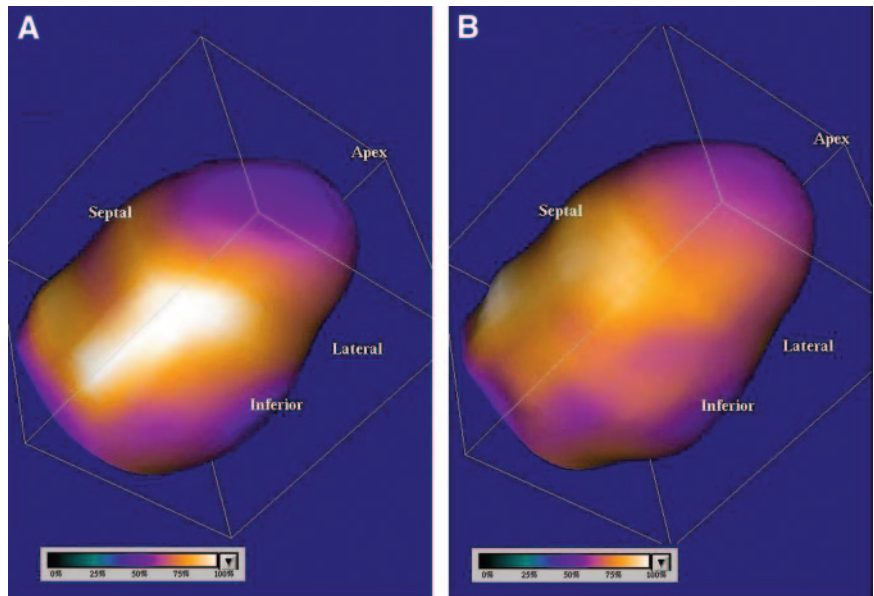 A
Apex
Septal
Lateral
Inferior
0% 25% 50% 75% 100%
B
Apex
Septal
Lateral
Inferior
0% 25% 50% 75% 100%